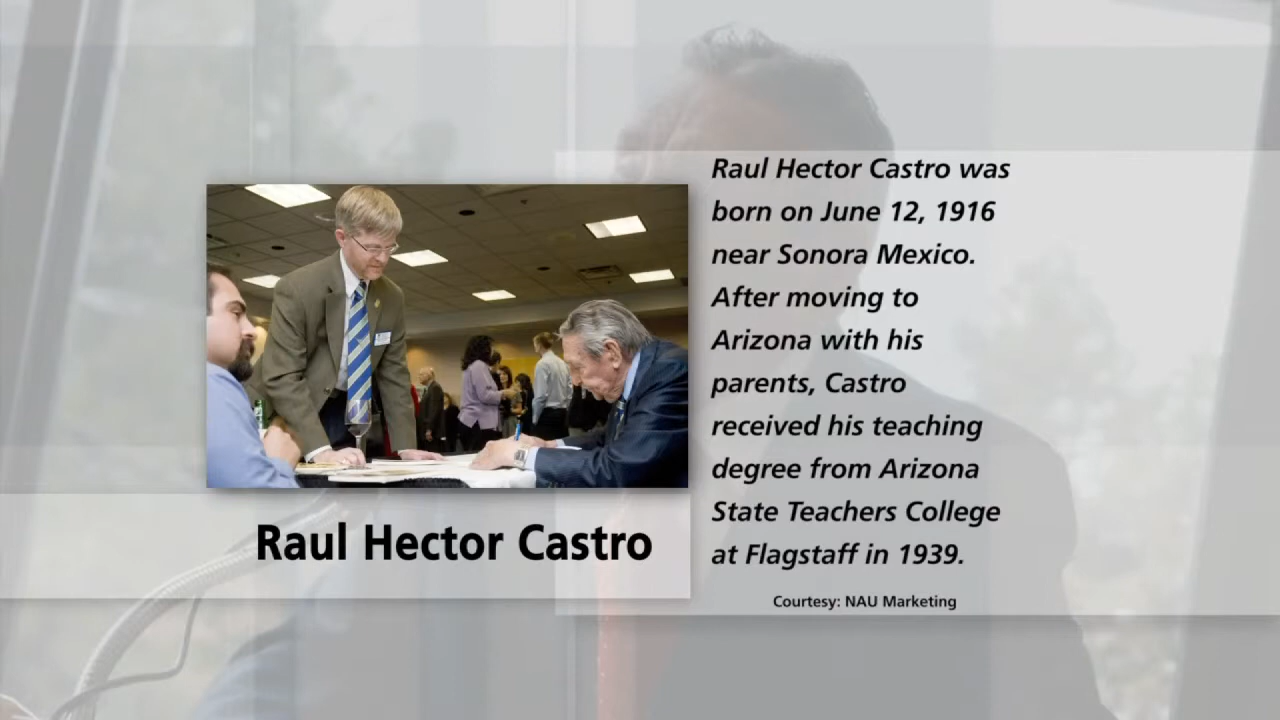 Raul Hector Castro
Raul Hector Castro was
born on June 12, 1916
near Sonora Mexico.
After moving to
Arizona with his
parents, Castro
received his teaching
degree from Arizona
State Teachers College
at Flagstaff in 1939.
Courtesy: NAU Marketing